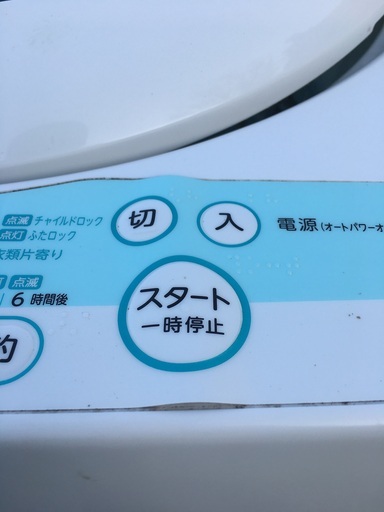 点滅 チャイルドロック
点灯 ふたロック
衣類片寄り
点滅
6時間後
約
切
入
電源(オートパワーオ
スタート
一時停止